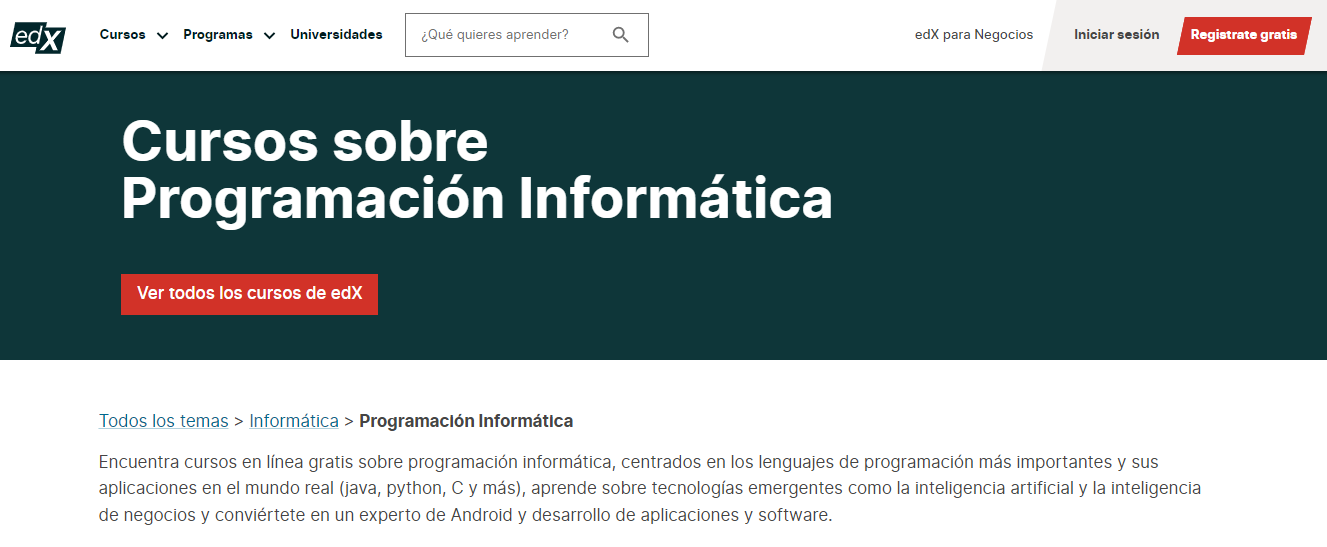 edX Cursos Programas Universidades ¿Qué quieres aprender? edX para Negocios Iniciar sesión Registrate gratis
Cursos sobre
Programación Informática
Ver todos los cursos de edX
Todos los temas > Informática > Programación Informática
Encuentra cursos en línea gratis sobre programación informática, centrados en los lenguajes de programación más importantes y sus
aplicaciones en el mundo real (java, python, C y más), aprende sobre tecnologías emergentes como la inteligencia artificial y la inteligencia
de negocios y conviértete en un experto de Android y desarrollo de aplicaciones y software.